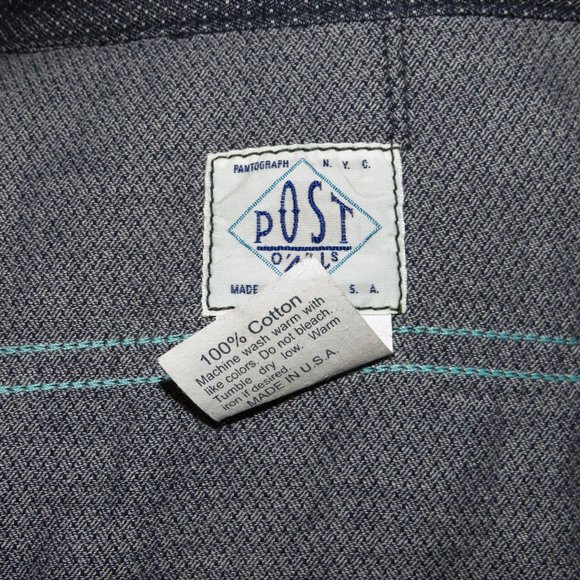 PANTOGRAPH N. Y. C.
POST
O'
LS
MADE S. A.
100% Cotton
Machine wash warm with
like colors. Do not bleach.
Tumble dry low. Warm
iron if desired.
MADE IN U.S.A.